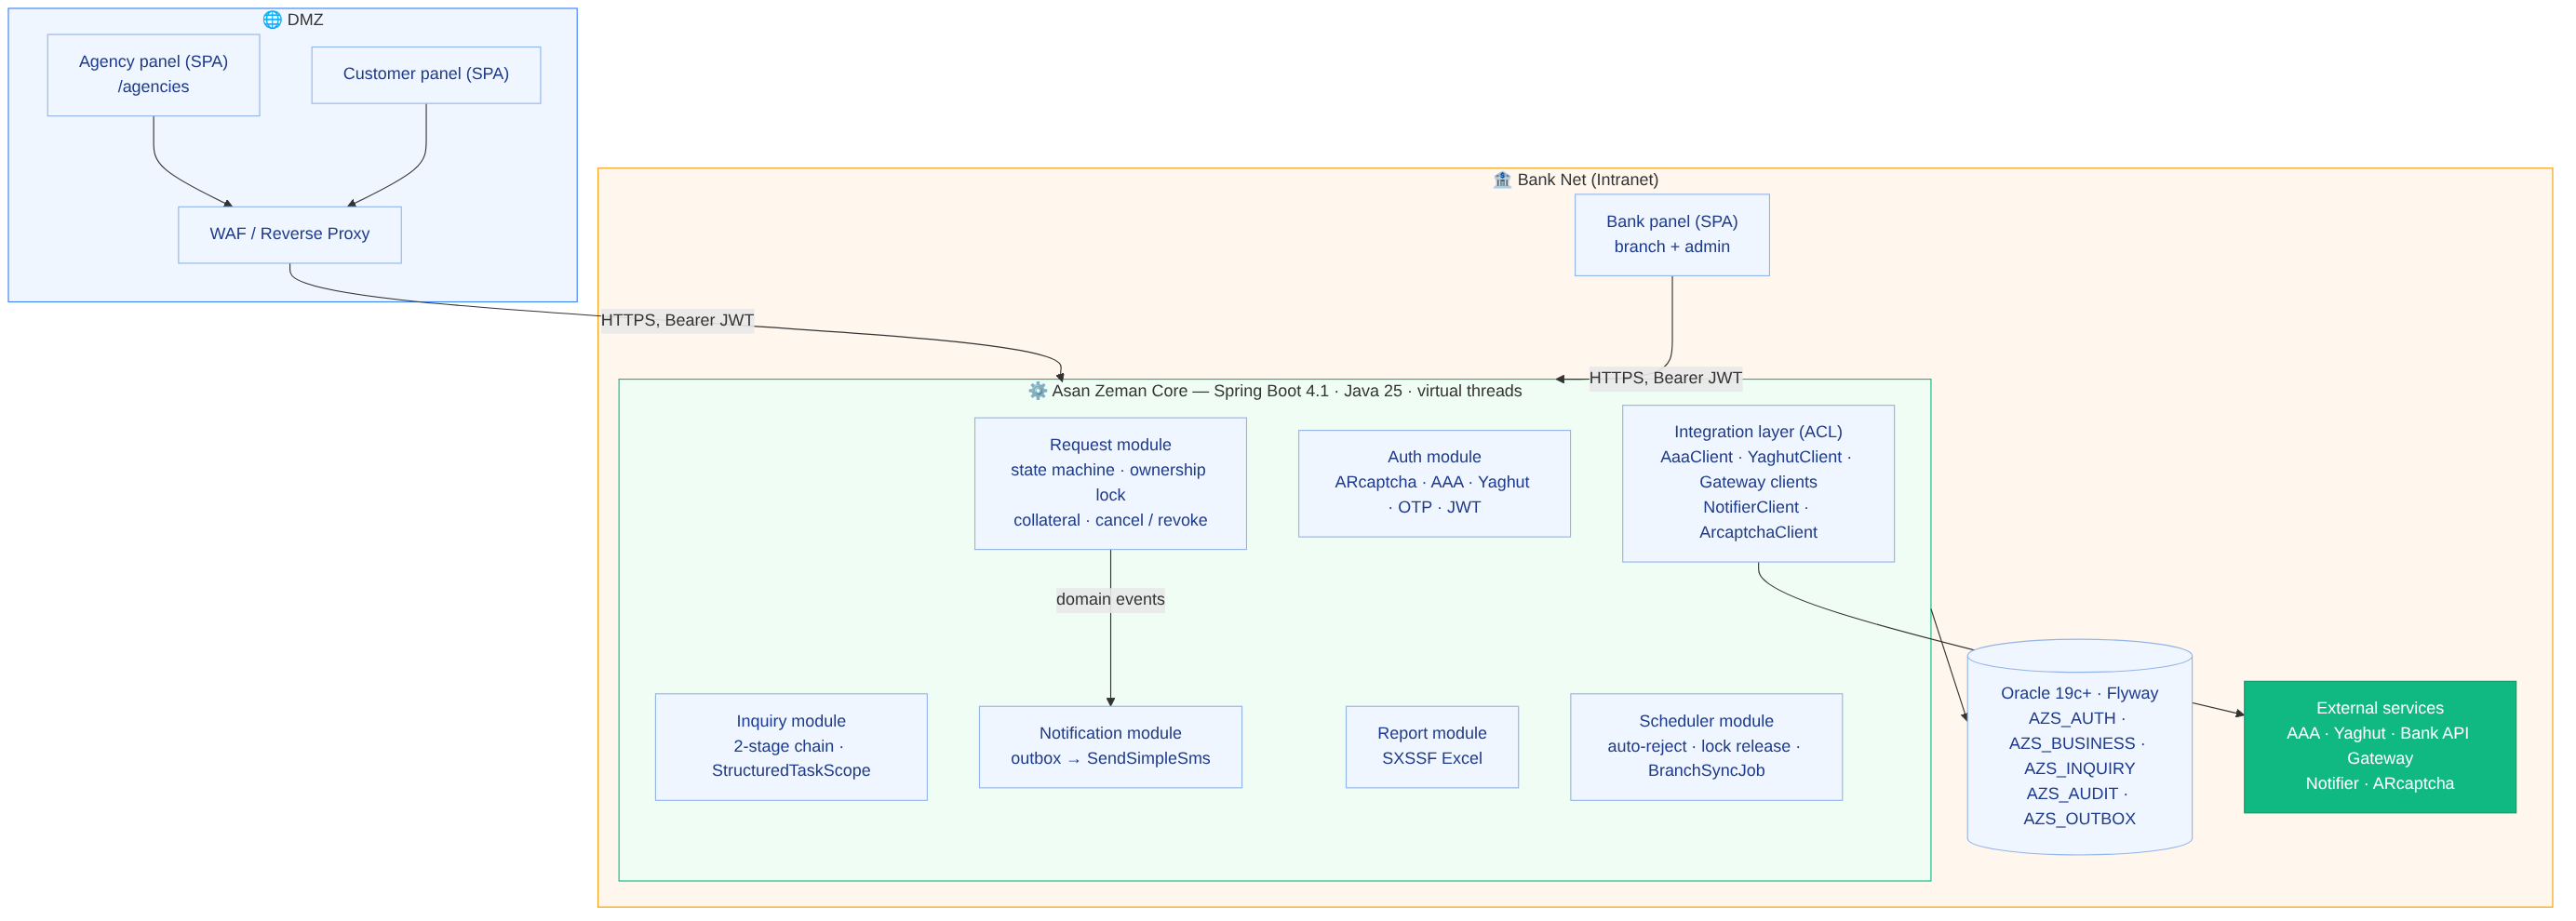 🌐 DMZ
Agency panel (SPA)
/agencies
Customer panel (SPA)
WAF / Reverse Proxy
🏦 Bank Net (Intranet)
Bank panel (SPA)
branch + admin
HTTPS, Bearer JWT
HTTPS, Bearer JWT
⚙️ Asan Zeman Core — Spring Boot 4.1 · Java 25 · virtual threads
Request module
state machine · ownership
lock
collateral · cancel / revoke
Auth module
ARcaptcha · AAA · Yaghut
· OTP · JWT
Integration layer (ACL)
AaaClient · YaghutClient ·
Gateway clients
NotifierClient ·
ArcaptchaClient
domain events
Inquiry module
2-stage chain ·
StructuredTaskScope
Notification module
outbox → SendSimpleSms
Report module
SXSSF Excel
Scheduler module
auto-reject · lock release ·
BranchSyncJob
Oracle 19c+ · Flyway
AZS_AUTH ·
AZS_BUSINESS ·
AZS_INQUIRY
AZS_AUDIT ·
AZS_OUTBOX
External services
AAA · Yaghut · Bank API
Gateway
Notifier · ARcaptcha